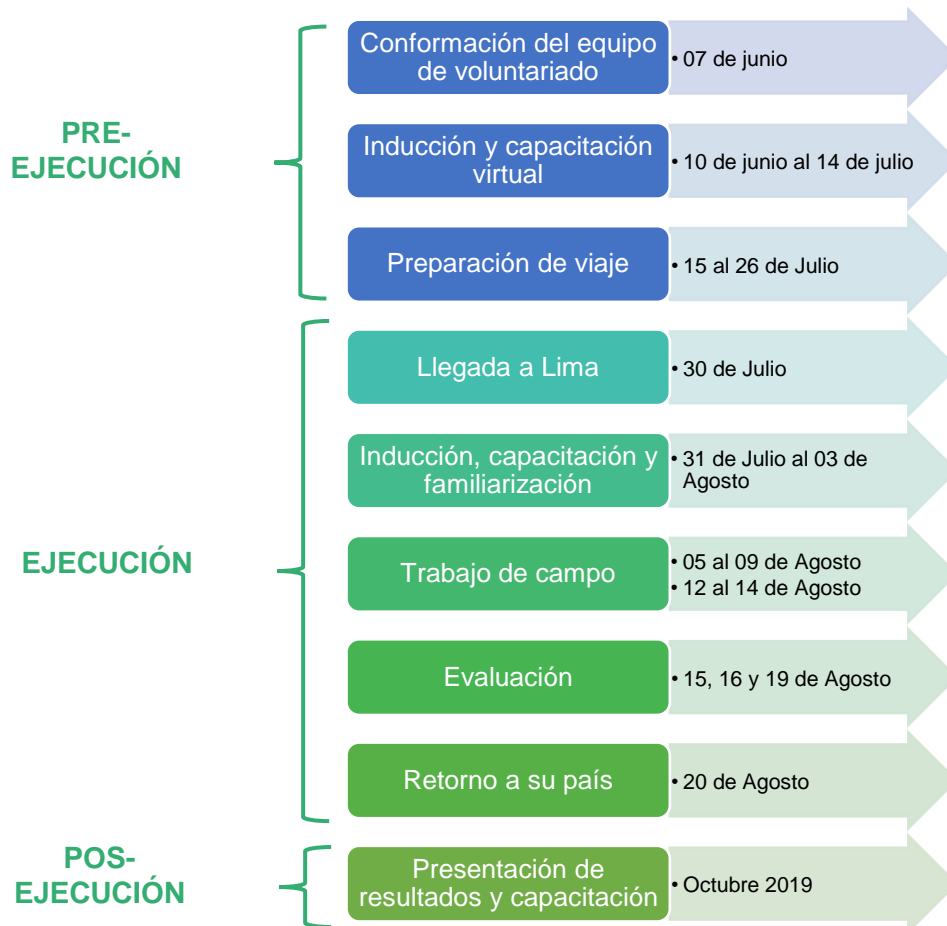 PRE-
EJECUCIÓN
Conformación del equipo
de voluntariado
• 07 de junio
Inducción y capacitación
virtual
• 10 de junio al 14 de julio
Preparación de viaje
• 15 al 26 de Julio
EJECUCIÓN
Llegada a Lima
• 30 de Julio
Inducción, capacitación y
familiarización
• 31 de Julio al 03 de
Agosto
Trabajo de campo
• 05 al 09 de Agosto
• 12 al 14 de Agosto
Evaluación
• 15, 16 y 19 de Agosto
Retorno a su país
• 20 de Agosto
POS-
EJECUCIÓN
Presentación de
resultados y capacitación
• Octubre 2019